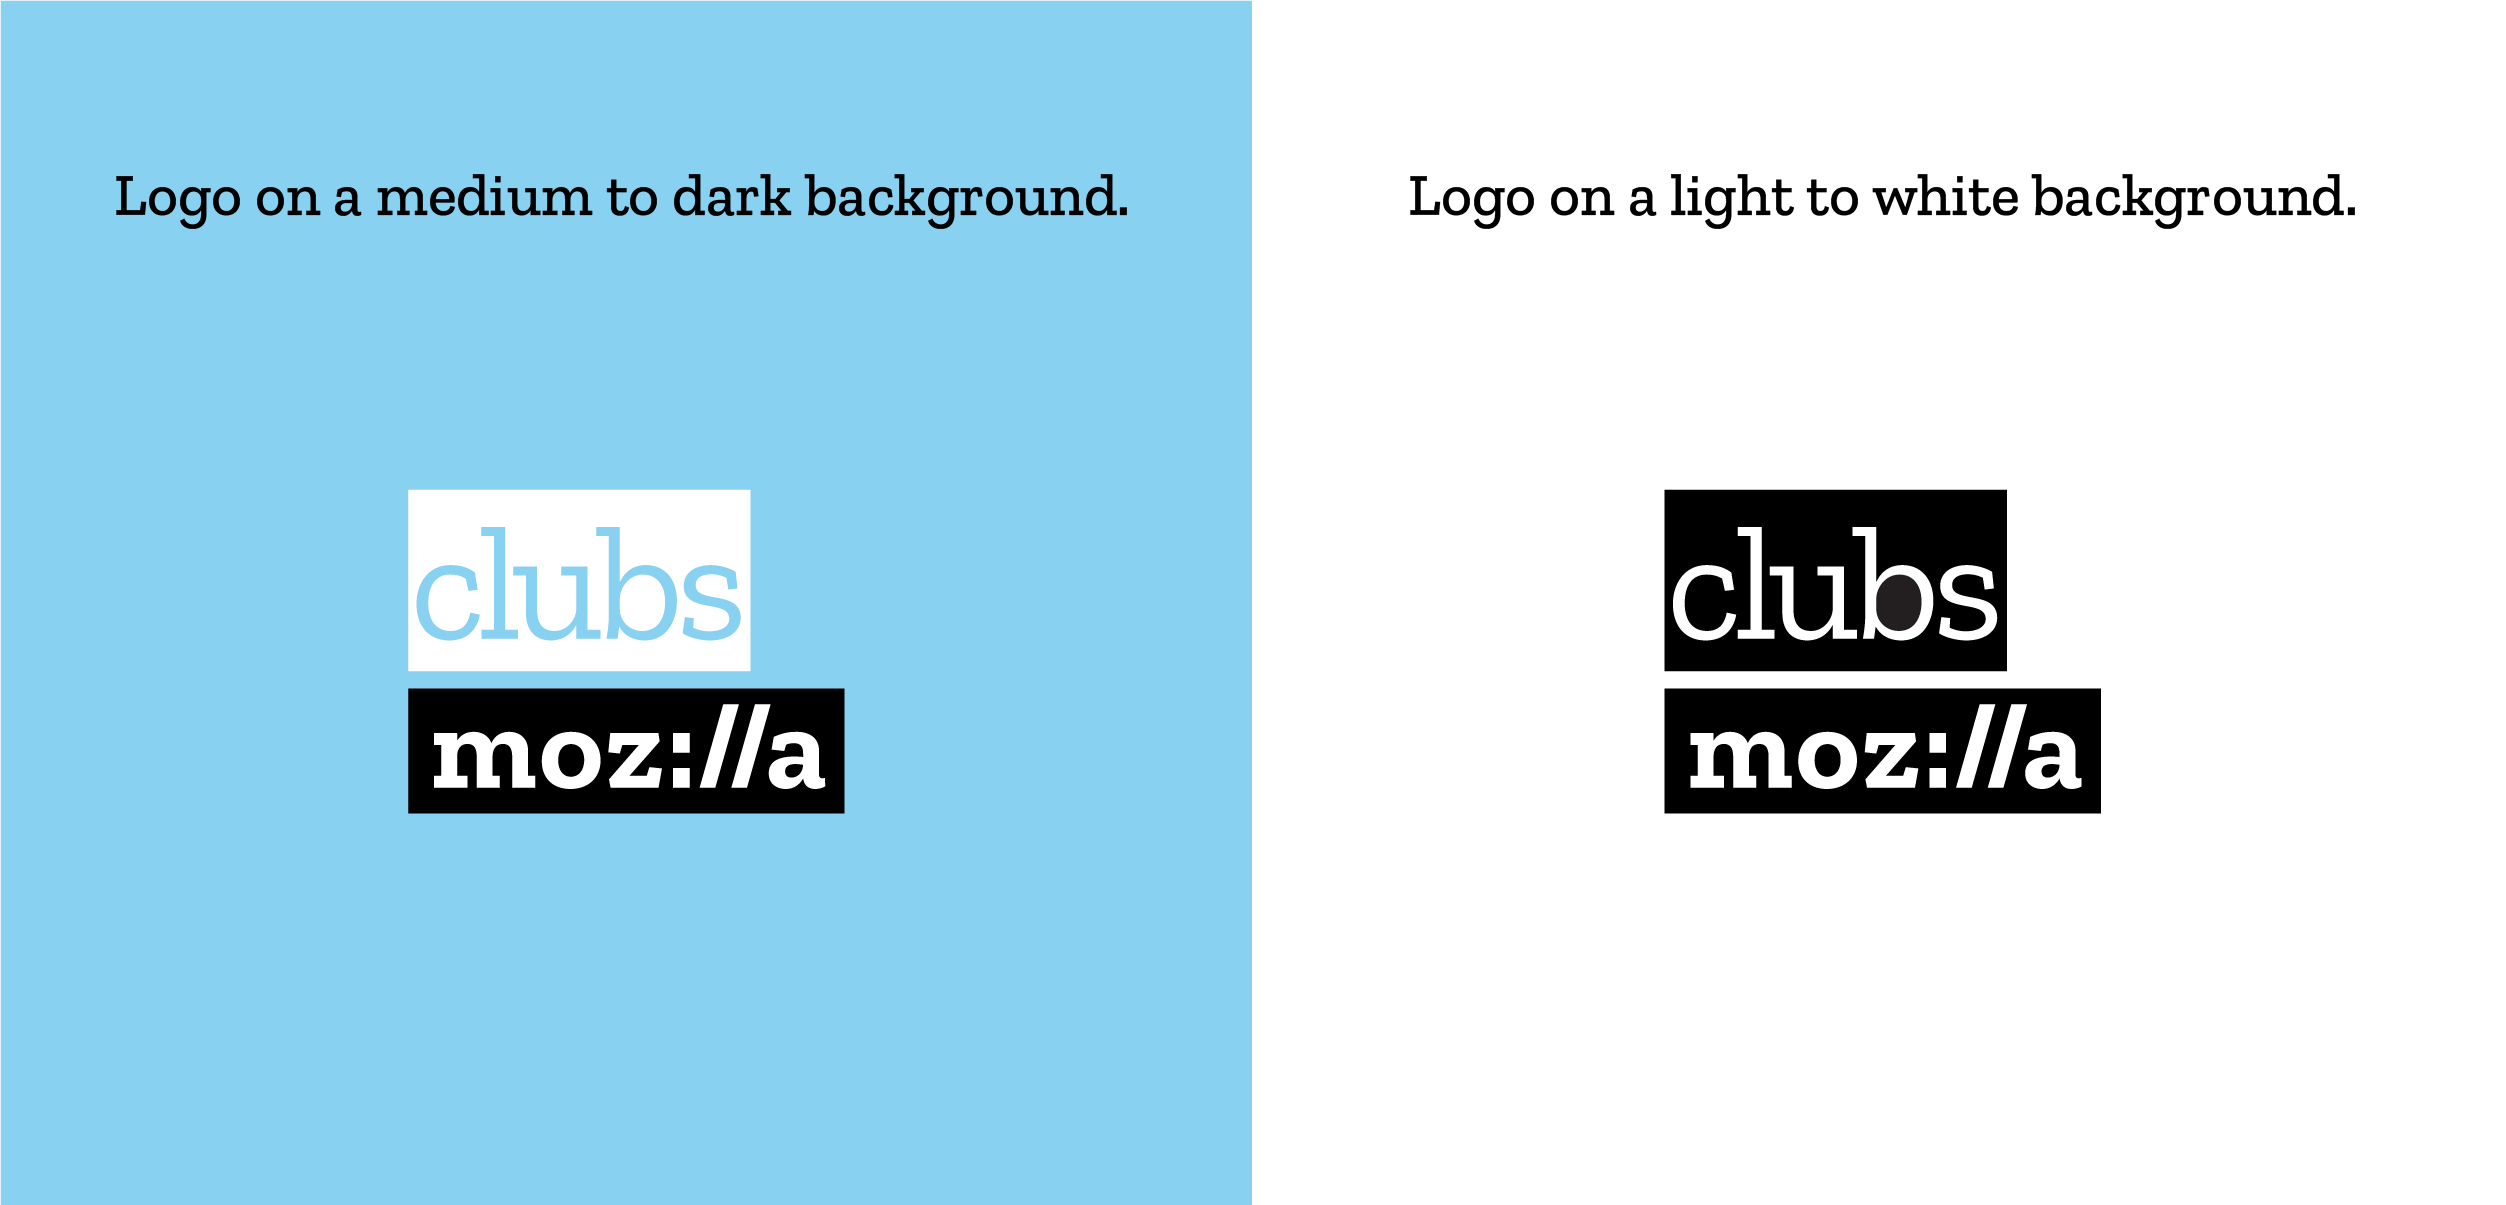 Logo on a medium to dark background.
clubs
moz://a
Logo on a light to white background.
clubs
moz://a